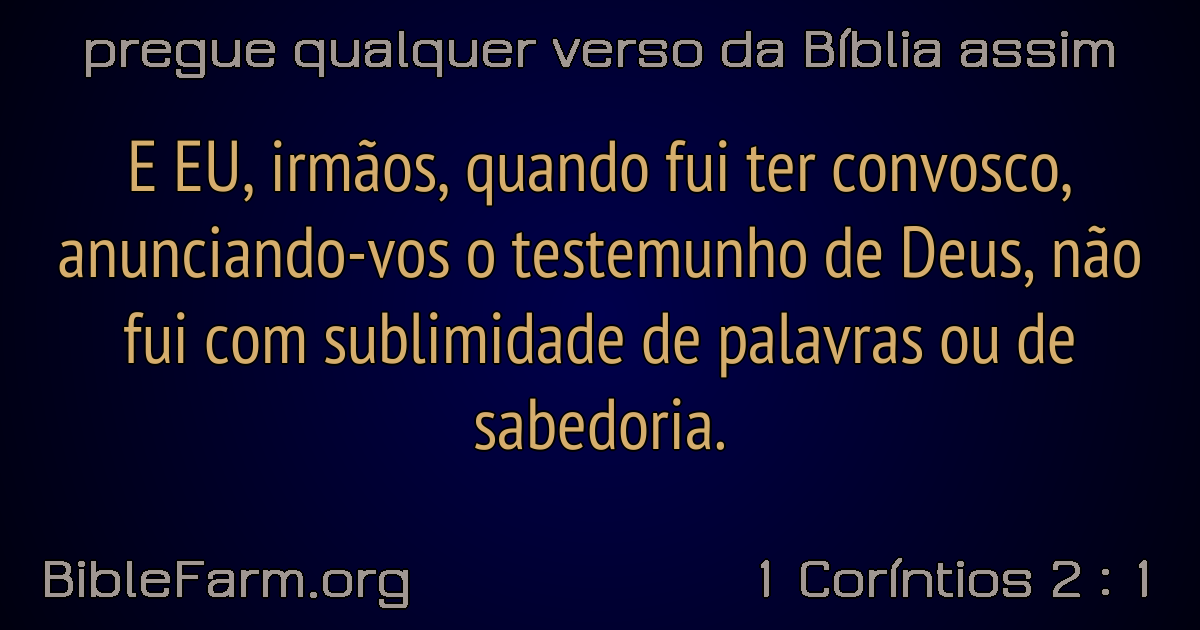 pregue qualquer verso da Bíblia assim
E EU, irmãos, quando fui ter convosco,
anunciando-vos o testemunho de Deus, não
fui com sublimidade de palavras ou de
sabedoria.
BibleFarm.org
1 Coríntios 2 : 1